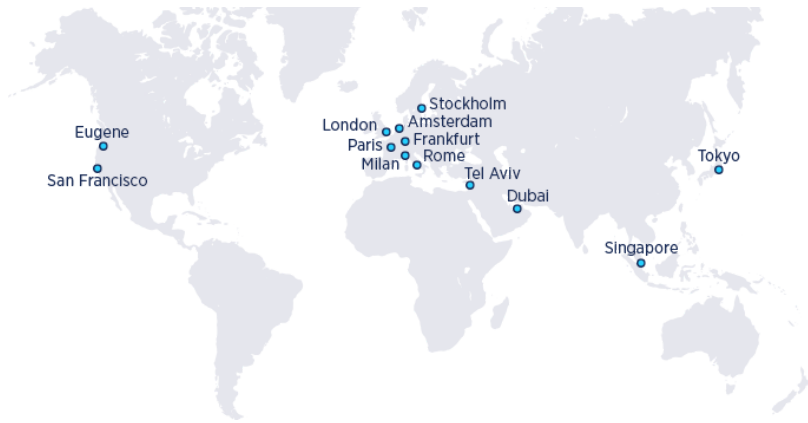 Stockholm
Amsterdam
London
Eugene
Frankfurt
Paris
Rome
Milan
Tokyo
Tel Aviv
San Francisco
Dubai
Singapore